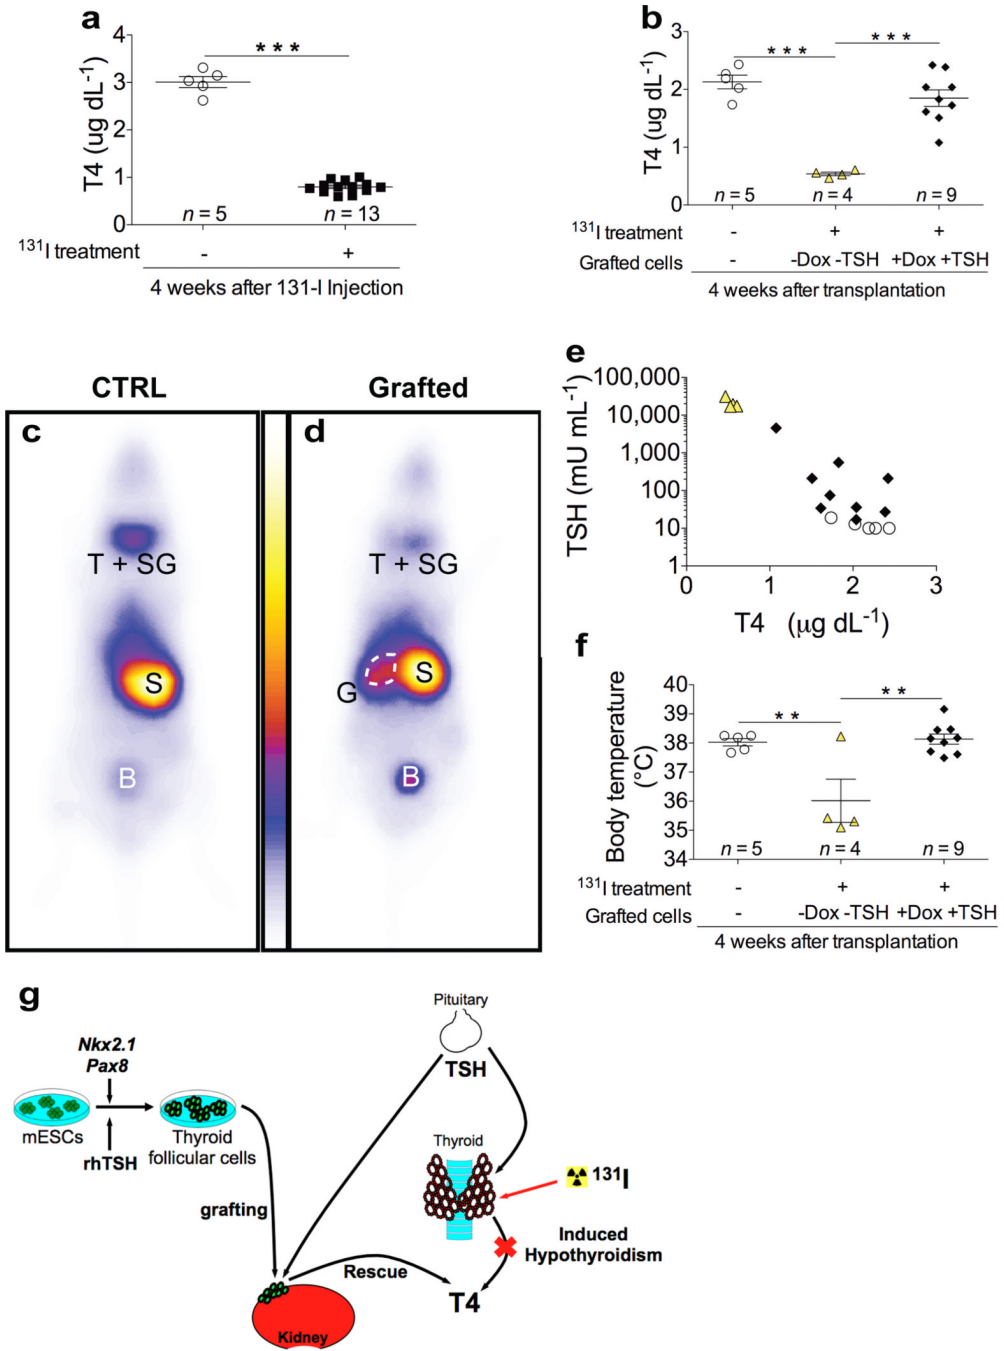 a
T4 (ug dL⁻¹)
4
3
2
1
0
* * *
n = 5
n = 13
¹³¹I treatment
-
+
4 weeks after 131-I Injection
b
T4 (ug dL⁻¹)
3
2
1
0
* * *
* * *
n = 5
n = 4
n = 9
¹³¹I treatment
-
+
+
Grafted cells
-
-Dox -TSH
+Dox +TSH
4 weeks after transplantation
CTRL
Grafted
c
T + SG
S
B
d
T + SG
S
G
B
e
TSH (mU mL⁻¹)
100,000
10,000
1,000
100
10
1
0
1
2
3
T4 (µg dL⁻¹)
f
Body temperature
(°C)
40
39
38
37
36
35
34
* *
* *
n = 5
n = 4
n = 9
¹³¹I treatment
-
+
+
Grafted cells
-
-Dox -TSH
+Dox +TSH
4 weeks after transplantation
g
Nkx2.1
Pax8
mESCs
rhTSH
Thyroid
follicular cells
grafting
Pituitary
TSH
Thyroid
¹³¹I
Induced
Hypothyroidism
Rescue
T4
Kidney